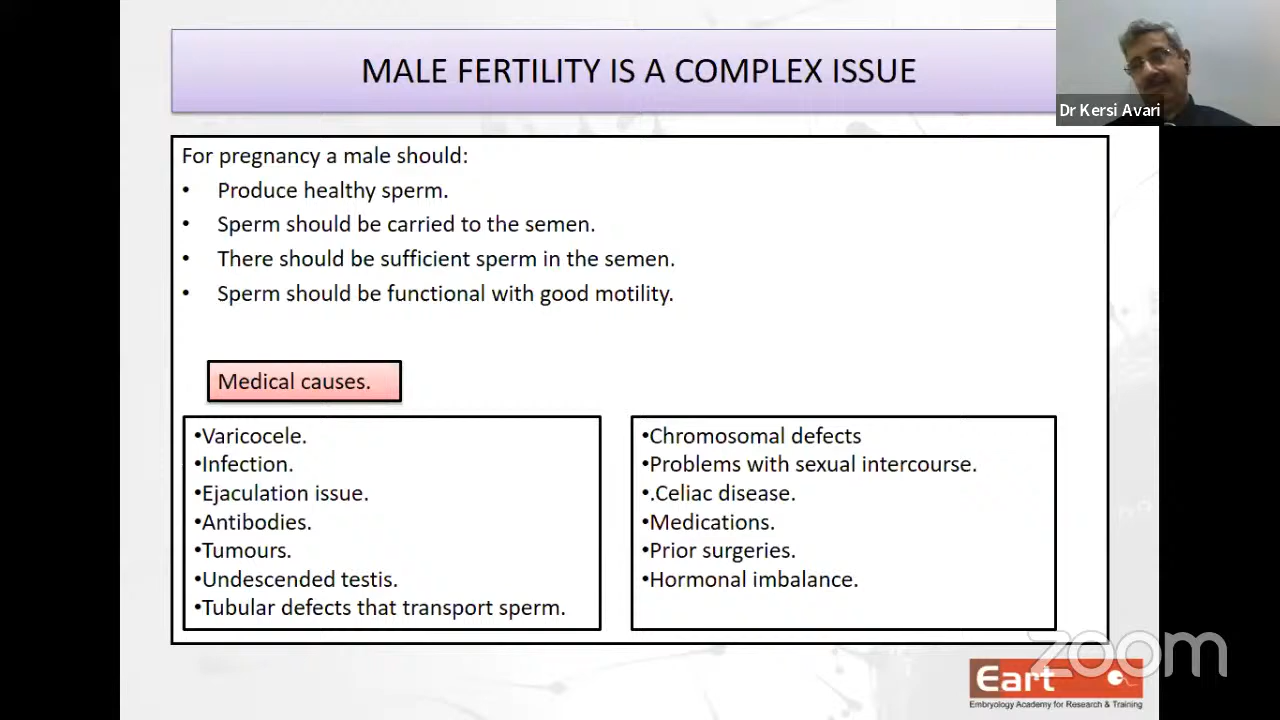 MALE FERTILITY IS A COMPLEX ISSUE
Dr Kersi Avari
For pregnancy a male should:
• Produce healthy sperm.
• Sperm should be carried to the semen.
• There should be sufficient sperm in the semen.
• Sperm should be functional with good motility.
Medical causes.
•Varicocele.
•Infection.
•Ejaculation issue.
•Antibodies.
•Tumours.
•Undescended testis.
•Tubular defects that transport sperm.
•Chromosomal defects
•Problems with sexual intercourse.
•.Celiac disease.
•Medications.
•Prior surgeries.
•Hormonal imbalance.
zoom
Eart
Embryology Academy for Research & Training